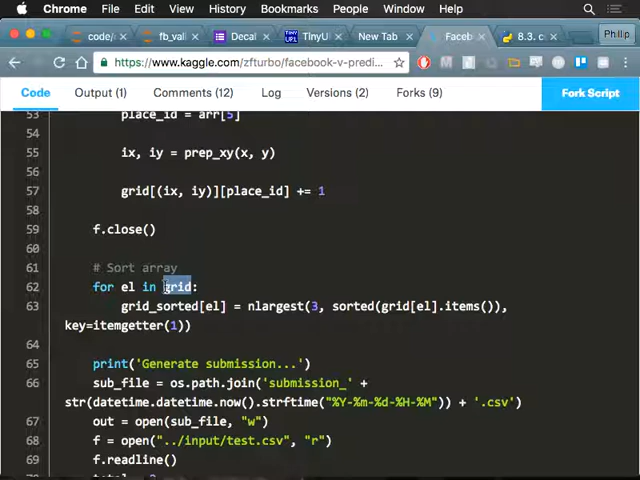 Chrome File Edit View History Bookmarks People Window Help
code/ fb_vali Decal TinyU New Tab Faceb 8.3. c Philip
https://www.kaggle.com/zfturbo/facebook-v-predi
Code Output (1) Comments (12) Log Versions (2) Forks (9) Fork Script
53 place_id = arr[5]
54
55 ix, iy = prep_xy(x, y)
56
57 grid[(ix, iy)][place_id] += 1
58
59 f.close()
60
61 # Sort array
62 for el in grid:
63 grid_sorted[el] = nlargest(3, sorted(grid[el].items()),
key=itemgetter(1))
64
65 print('Generate submission...')
66 sub_file = os.path.join('submission_' +
str(datetime.datetime.now().strftime("%Y-%m-%d-%H-%M")) + '.csv')
67 out = open(sub_file, "w")
68 f = open("../input/test.csv", "r")
69 f.readline()